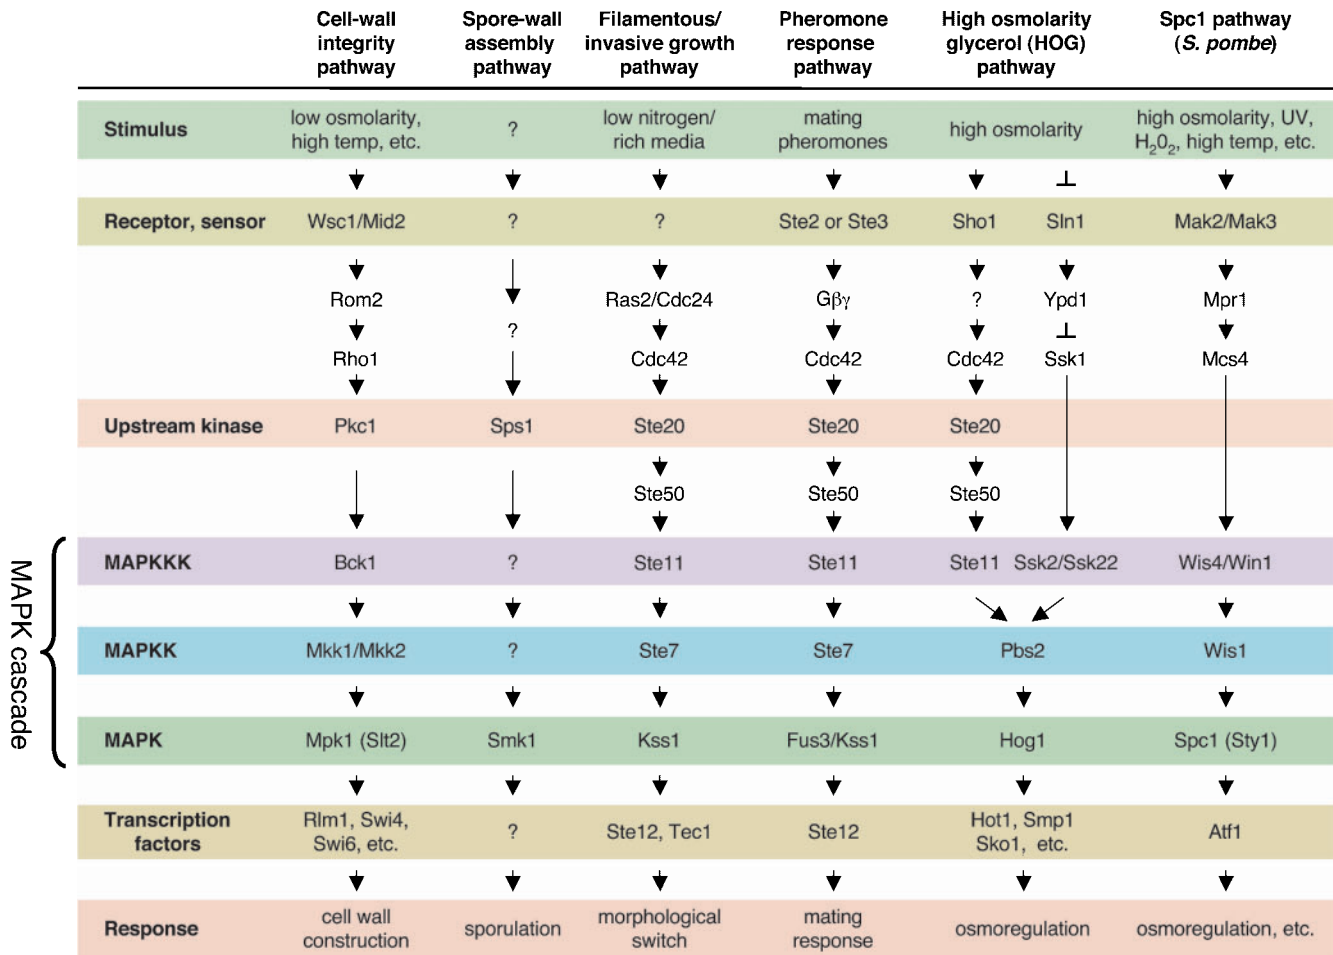 Cell-wall
integrity
pathway
Spore-wall
assembly
pathway
Filamentous/
invasive growth
pathway
Pheromone
response
pathway
High osmolarity
glycerol (HOG)
pathway
Spc1 pathway
(S. pombe)
Stimulus
low osmolarity,
high temp, etc.
?
low nitrogen/
rich media
mating
pheromones
high osmolarity
high osmolarity, UV,
H202, high temp, etc.
Receptor, sensor
Wsc1/Mid2
?
?
Ste2 or Ste3
Sho1
Sln1
Mak2/Mak3
Rom2
Ras2/Cdc24
Gβγ
?
Ypd1
Mpr1
?
Rho1
Cdc42
Cdc42
Cdc42
Ssk1
Mcs4
Upstream kinase
Pkc1
Sps1
Ste20
Ste20
Ste20
Ste50
Ste50
Ste50
MAPK cascade
MAPKKK
Bck1
?
Ste11
Ste11
Ste11
Ssk2/Ssk22
Wis4/Win1
MAPKK
Mkk1/Mkk2
?
Ste7
Ste7
Pbs2
Wis1
MAPK
Mpk1 (Slt2)
Smk1
Kss1
Fus3/Kss1
Hog1
Spc1 (Sty1)
Transcription
factors
Rlm1, Swi4,
Swi6, etc.
?
Ste12, Tec1
Ste12
Hot1, Smp1
Sko1, etc.
Atf1
Response
cell wall
construction
sporulation
morphological
switch
mating
response
osmoregulation
osmoregulation, etc.